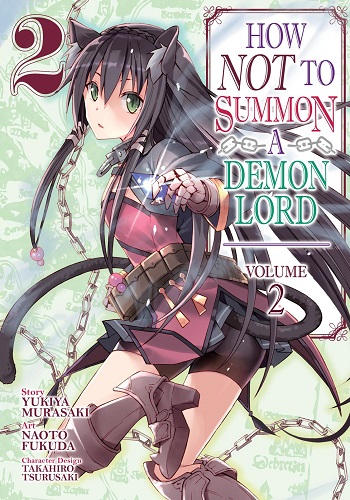 2
HOW
NOT TO
SUMMON
A
DEMON
LORD
VOLUME
2
Story
YUKIYA
MURASAKI
Art
NAOTO
FUKUDA
Character Design
TAKAHIRO
TSURUSAKI